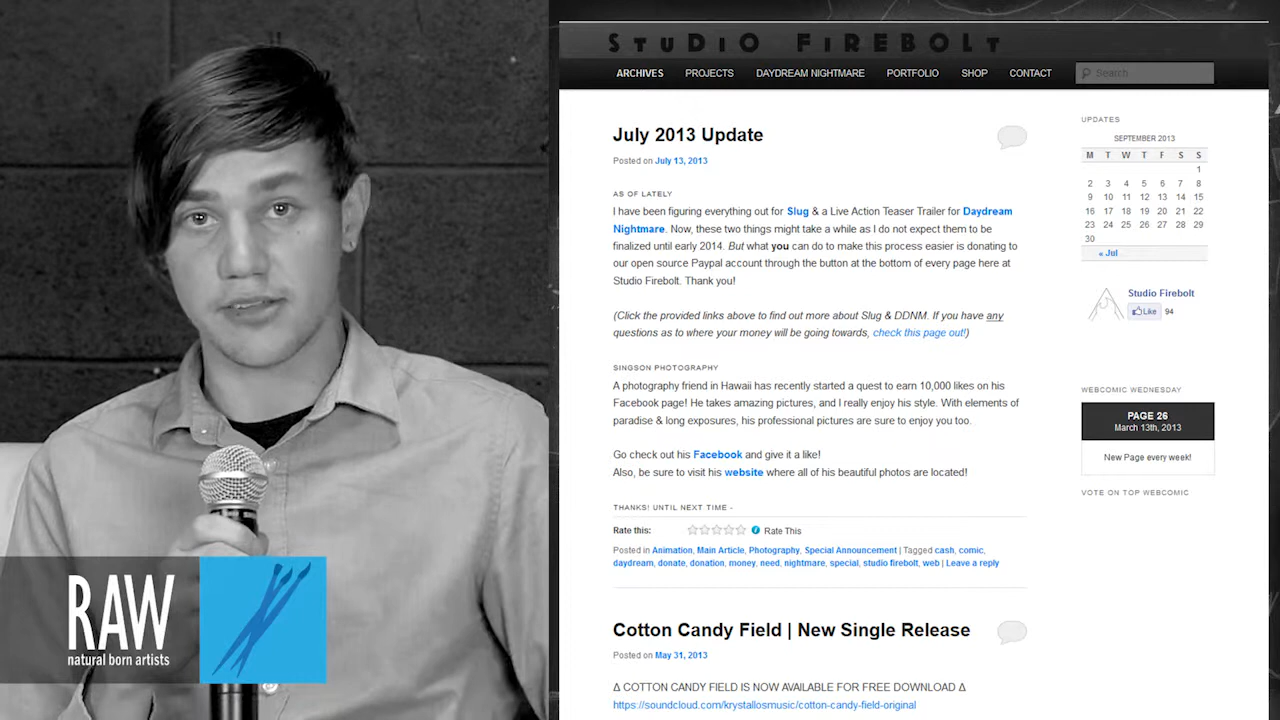 RAW
natural born artists
STUDIO FIREBOLT
ARCHIVES PROJECTS DAYDREAM NIGHTMARE PORTFOLIO SHOP CONTACT Search
July 2013 Update
Posted on July 13, 2013
AS OF LATELY
I have been figuring everything out for Slug & a Live Action Teaser Trailer for Daydream
Nightmare. Now, these two things might take a while as I do not expect them to be
finalized until early 2014. But what you can do to make this process easier is donating to
our open source Paypal account through the button at the bottom of every page here at
Studio Firebolt. Thank you!
(Click the provided links above to find out more about Slug & DDNM. If you have any
questions as to where your money will be going towards, check this page out!)
SINGSON PHOTOGRAPHY
A photography friend in Hawaii has recently started a quest to earn 10,000 likes on his
Facebook page! He takes amazing pictures, and I really enjoy his style. With elements of
paradise & long exposures, his professional pictures are sure to enjoy you too.
Go check out his Facebook and give it a like!
Also, be sure to visit his website where all of his beautiful photos are located!
THANKS! UNTIL NEXT TIME -
Rate this: Rate This
Posted in Animation, Main Article, Photography, Special Announcement | Tagged cash, comic,
daydream, donate, donation, money, need, nightmare, special, studio firebolt, web | Leave a reply
Cotton Candy Field | New Single Release
Posted on May 31, 2013
Δ COTTON CANDY FIELD IS NOW AVAILABLE FOR FREE DOWNLOAD Δ
https://soundcloud.com/krystallosmusic/cotton-candy-field-original
UPDATES
SEPTEMBER 2013
M T W T F S S
1
2 3 4 5 6 7 8
9 10 11 12 13 14 15
16 17 18 19 20 21 22
23 24 25 26 27 28 29
30
« Jul
Studio Firebolt
Like 94
WEBCOMIC WEDNESDAY
PAGE 26
March 13th, 2013
New Page every week!
VOTE ON TOP WEBCOMIC